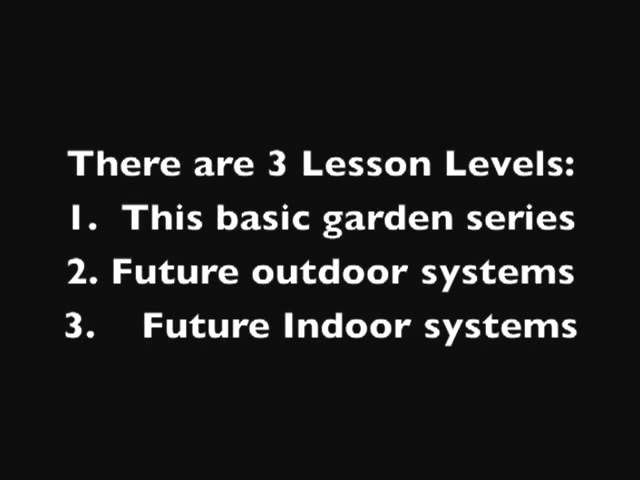 There are 3 Lesson Levels:
1. This basic garden series
2. Future outdoor systems
3. Future Indoor systems